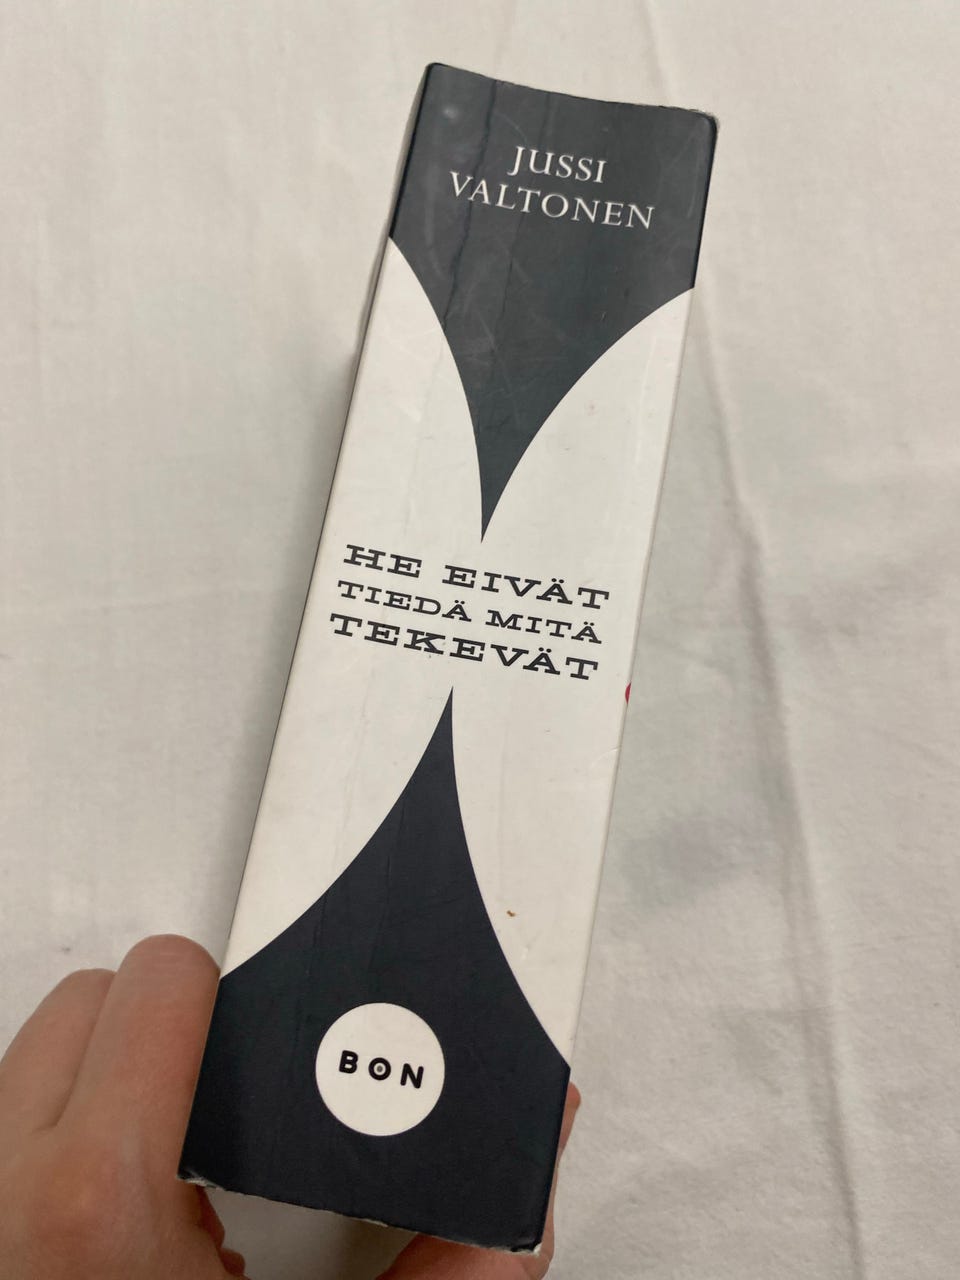 JUSSI
VALTONEN
HE EIVÄT
TIEDÄ MITÄ
TEKEVÄT
BON